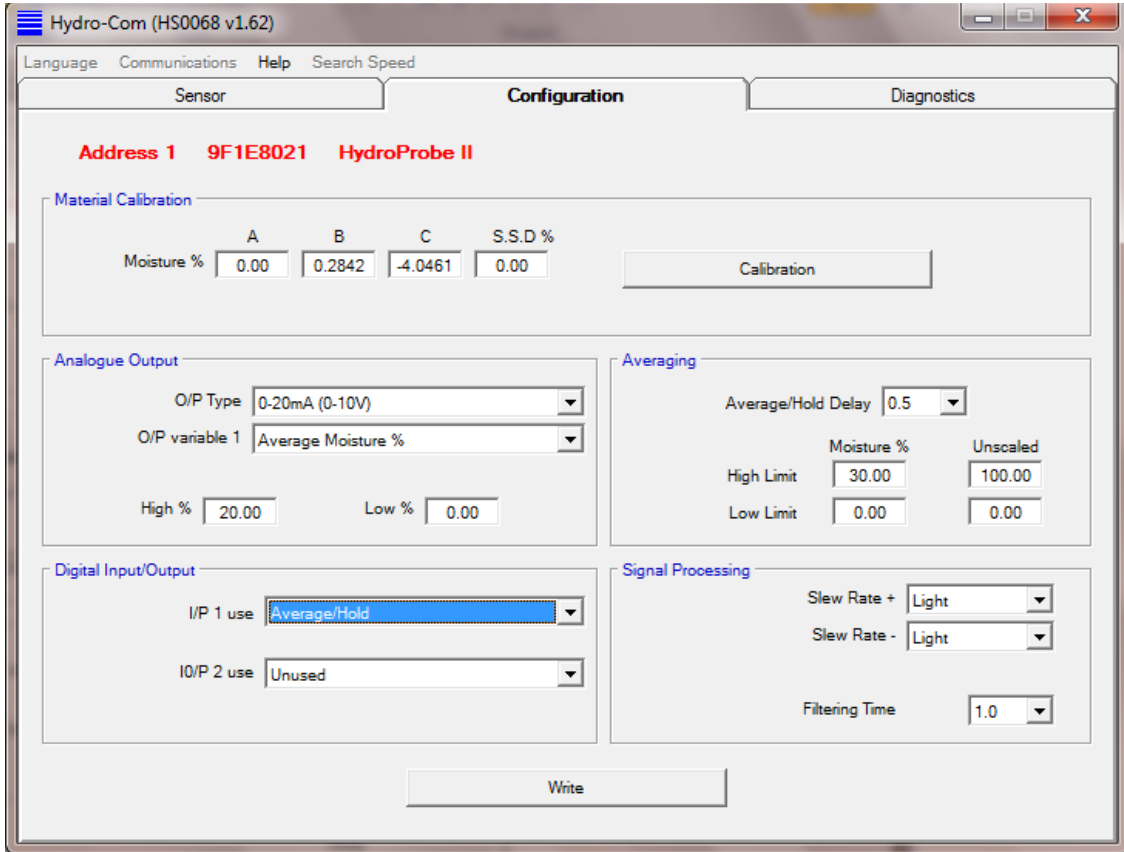 Hydro-Com (HS0068 v1.62)
Language Communications Help Search Speed
Sensor Configuration Diagnostics
Address 1 9F1E8021 HydroProbe II
Material Calibration
A B C S.S.D %
Moisture % 0.00 0.2842 -4.0461 0.00 Calibration
Analogue Output
O/P Type 0-20mA (0-10V)
O/P variable 1 Average Moisture %
High % 20.00 Low % 0.00
Averaging
Average/Hold Delay 0.5
Moisture % Unscaled
High Limit 30.00 100.00
Low Limit 0.00 0.00
Digital Input/Output
I/P 1 use Average/Hold
I0/P 2 use Unused
Signal Processing
Slew Rate + Light
Slew Rate - Light
Filtering Time 1.0
Write